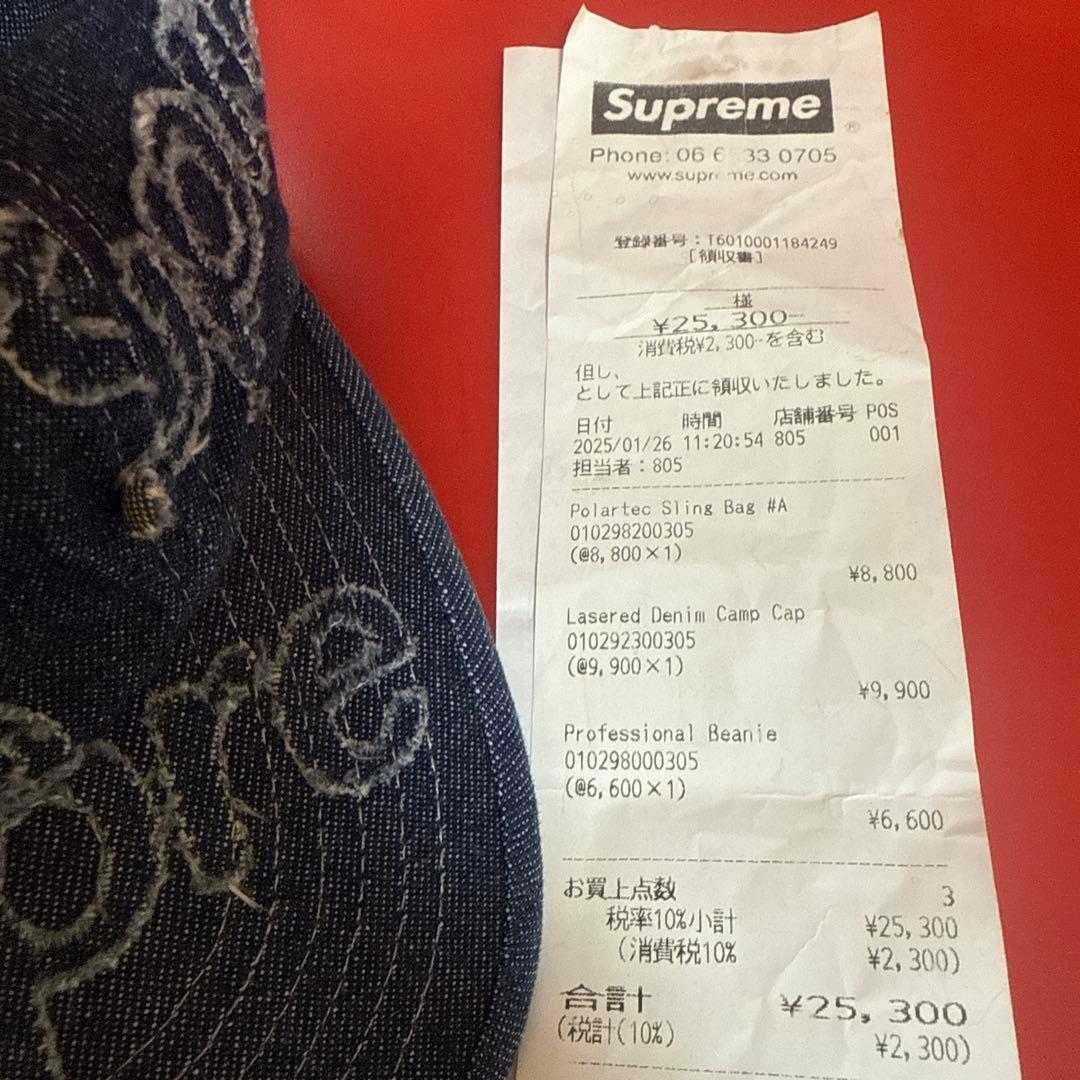 Supreme
®
Phone: 06 6 33 0705
www.supr me.com
登録番号：T6010001184249
[領収書]
様
¥25,300-
消費税¥2,300-を含む
但し、
として上記正に領収いたしました。
日付 時間 店舗番号 POS
2025/01/26 11:20:54 805 001
担当者：805
Polartec Sling Bag #A
010298200305
(@8,800×1)
¥8,800
Lasered Denim Camp Cap
010292300305
(@9,900×1)
¥9,900
Professional Beanie
010298000305
(@6,600×1)
¥6,600
お買上点数 3
税率10%小計 ¥25,300
(消費税10% ¥2,300)
合計 ¥25,300
(税計(10%) ¥2,300)